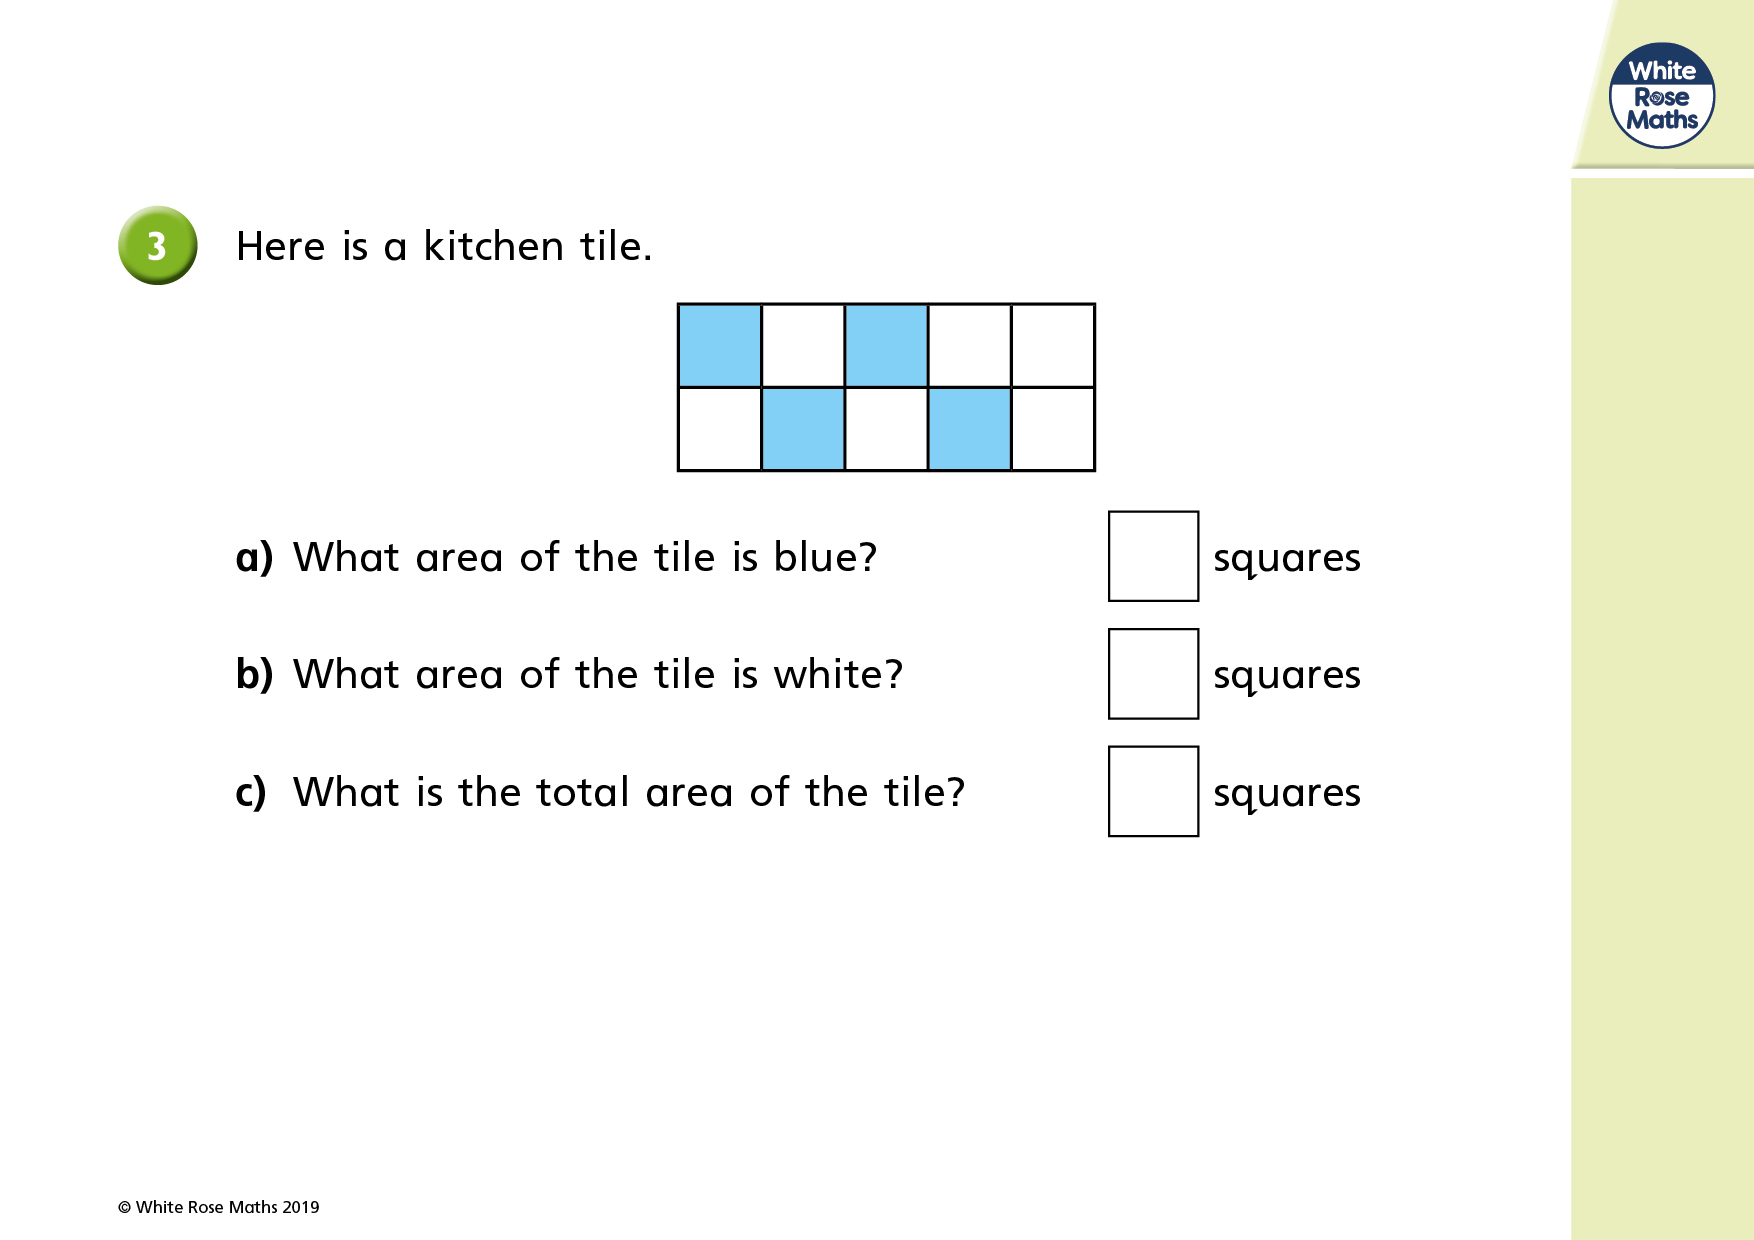 White
Rose
Maths
3 Here is a kitchen tile.
a) What area of the tile is blue? squares
b) What area of the tile is white? squares
c) What is the total area of the tile? squares
© White Rose Maths 2019